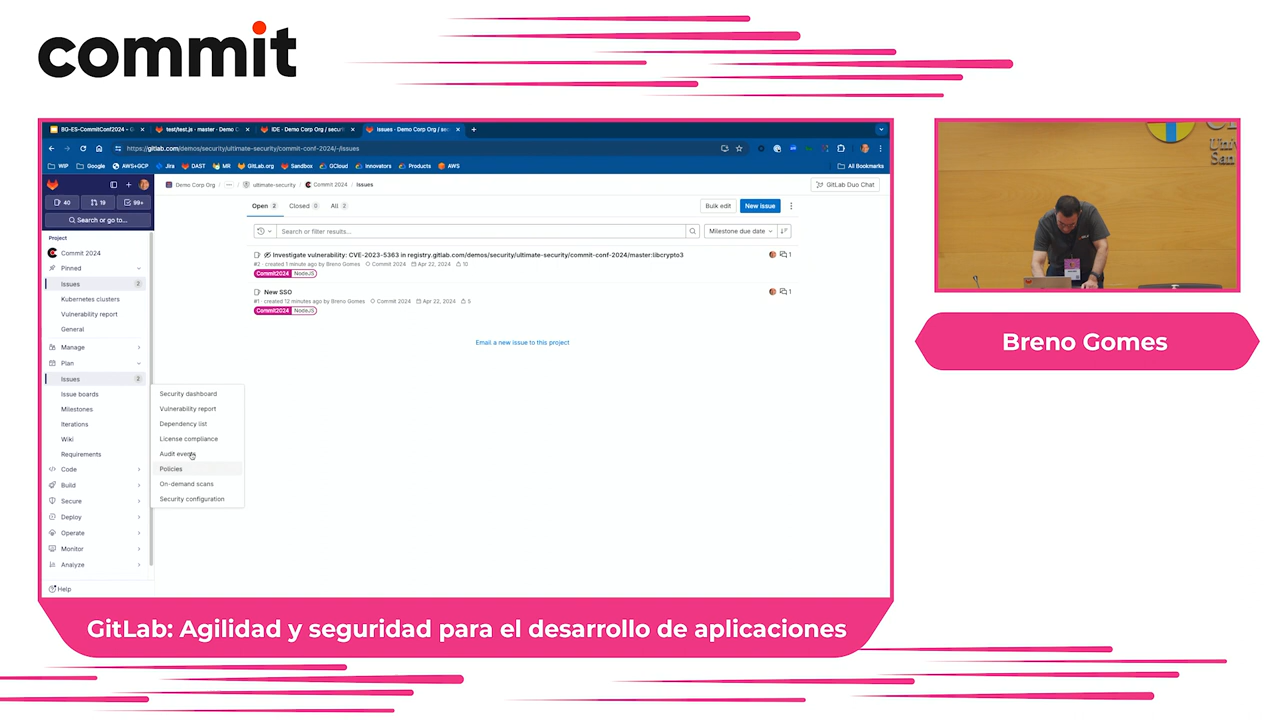 commit
BG-ES-CommitConf2024 - G
test/test.js · master · Demo C
IDE · Demo Corp Org / securi
Issues · Demo Corp Org / sec
https://gitlab.com/demos/security/ultimate-security/commit-conf-2024/-/issues
WIP
Google
AWS+GCP
Jira
DAST
MR
GitLab.org
Sandbox
GCloud
Innovators
Products
AWS
All Bookmarks
40
19
99+
Search or go to...
Project
Commit 2024
Pinned
Issues 2
Kubernetes clusters
Vulnerability report
General
Manage
Plan
Issues 2
Issue boards
Milestones
Iterations
Wiki
Requirements
Code
Build
Secure
Deploy
Operate
Monitor
Analyze
Help
Security dashboard
Vulnerability report
Dependency list
License compliance
Audit events
Policies
On-demand scans
Security configuration
Demo Corp Org
ultimate-security
Commit 2024
Issues
GitLab Duo Chat
Open 2
Closed 0
All 2
Bulk edit
New issue
Search or filter results...
Milestone due date
Investigate vulnerability: CVE-2023-5363 in registry.gitlab.com/demos/security/ultimate-security/commit-conf-2024/master:libcrypto3
1
#2 · created 1 minute ago by Breno Gomes Commit 2024 Apr 22, 2024 10
Commit2024 NodeJS
New SSO
1
#1 · created 12 minutes ago by Breno Gomes Commit 2024 Apr 22, 2024 5
Commit2024 NodeJS
Email a new issue to this project
Univ
San
Breno Gomes
GitLab: Agilidad y seguridad para el desarrollo de aplicaciones